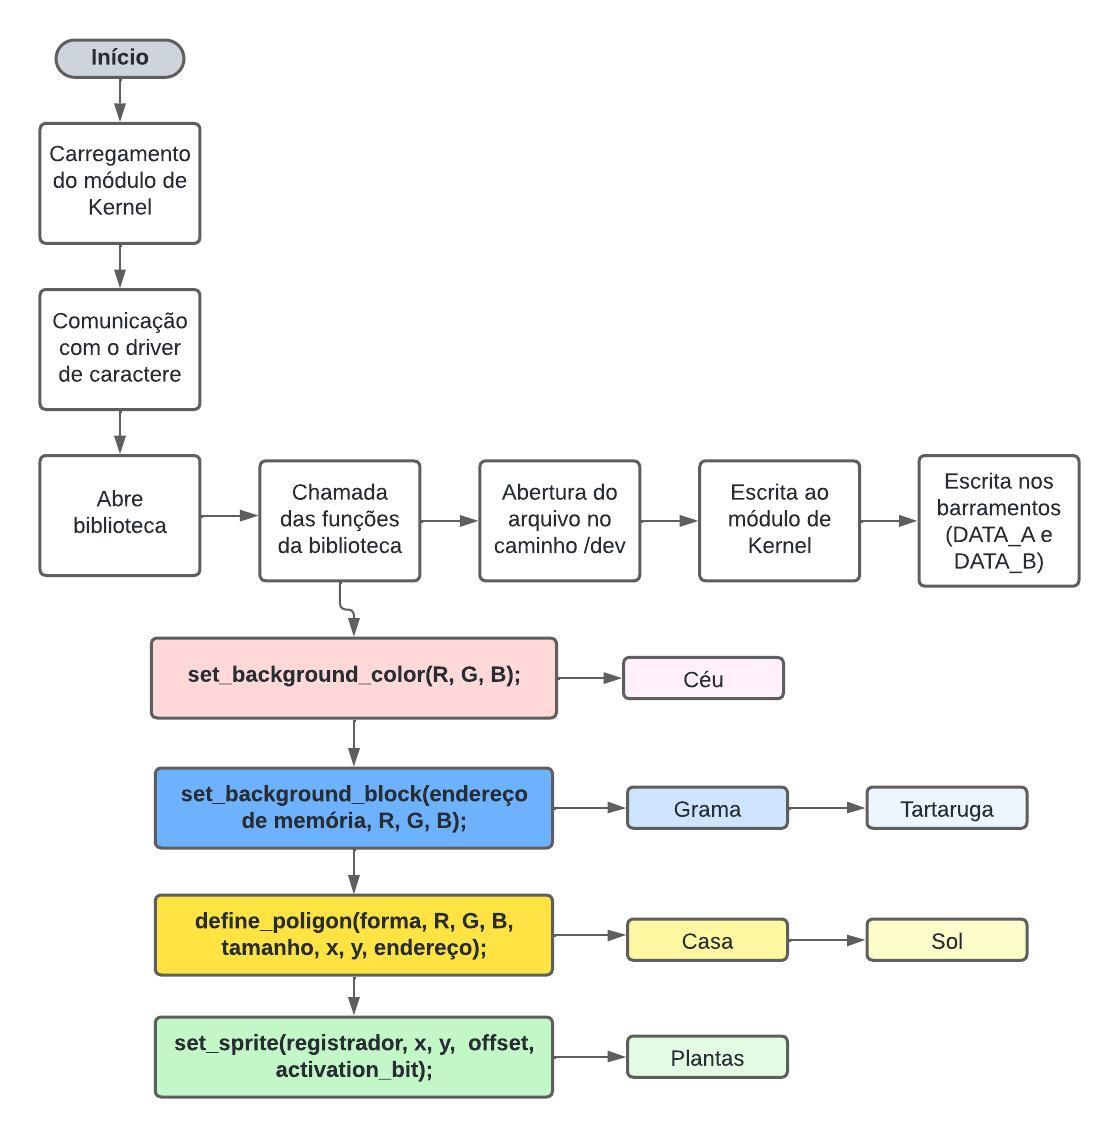 Início
Carregamento
do módulo de
Kernel
Comunicação
com o driver
de caractere
Abre
biblioteca
Chamada
das funções
da biblioteca
Abertura do
arquivo no
caminho /dev
Escrita ao
módulo de
Kernel
Escrita nos
barramentos
(DATA_A e
DATA_B)
set_background_color(R, G, B);
Céu
set_background_block(endereço
de memória, R, G, B);
Grama
Tartaruga
define_poligon(forma, R, G, B,
tamanho, x, y, endereço);
Casa
Sol
set_sprite(registrador, x, y,  offset,
activation_bit);
Plantas